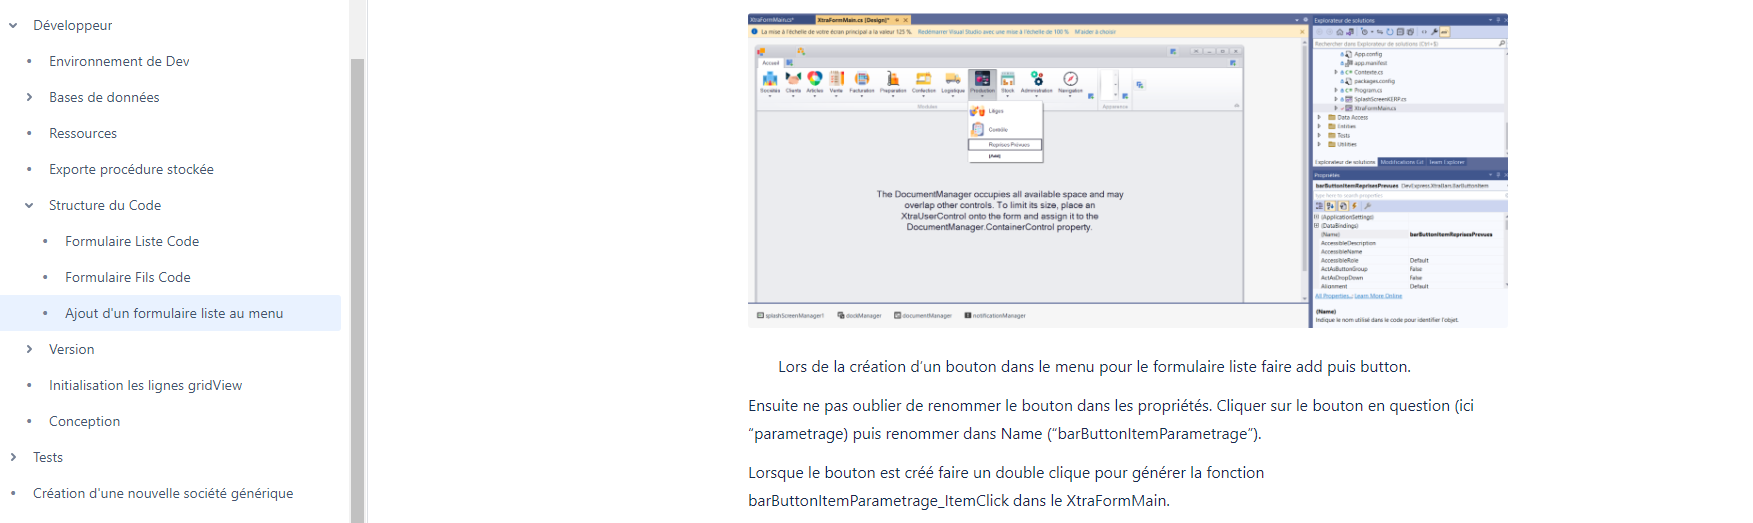 Développeur
Environnement de Dev
Bases de données
Ressources
Exporte procédure stockée
Structure du Code
Formulaire Liste Code
Formulaire Fils Code
Ajout d'un formulaire liste au menu
Version
Initialisation les lignes gridView
Conception
Tests
Création d'une nouvelle société générique
XtraFormMain.cs*
XtraFormMain.cs [Design]*
La mise à l'échelle de votre écran principal a la valeur 125 %. Redémarrer Visual Studio avec une mise à l'échelle de 100 % M'aider à choisir
Accueil
Sociétés Clients Articles Vente Facturation Préparation Confection Logistique Production Stock Administration Navigation
Modules
Appearance
Lièges
Contrôle
Reprises Prevues
[Add]
The DocumentManager occupies all available space and may
overlap other controls. To limit its size, place an
XtraUserControl onto the form and assign it to the
DocumentManager.ContainerControl property.
splashScreenManager1 dockManager documentManager notificationManager
Explorateur de solutions
Rechercher dans Explorateur de solutions (Ctrl+$)
App.config
app.manifest
Contexte.cs
packages.config
Program.cs
SplashScreenKERP.cs
XtraFormMain.cs
Data Access
Entities
Tests
Utilities
Explorateur de solutions Modifications Git Team Explorer
Propriétés
barButtonItemReprisesPrevues DevExpress.XtraBars.BarButtonItem
(ApplicationSettings)
(DataBindings)
(Name) barButtonItemReprisesPrevues
AccessibleDescription
AccessibleName
AccessibleRole Default
ActAsButtonGroup False
ActAsDropDown False
Alignment Default
All Properties... Learn More Online
(Name)
Indique le nom utilisé dans le code pour identifier l'objet.
Lors de la création d’un bouton dans le menu pour le formulaire liste faire add puis button.
Ensuite ne pas oublier de renommer le bouton dans les propriétés. Cliquer sur le bouton en question (ici
“parametrage) puis renommer dans Name (“barButtonItemParametrage”).
Lorsque le bouton est créé faire un double clique pour générer la fonction
barButtonItemParametrage_ItemClick dans le XtraFormMain.